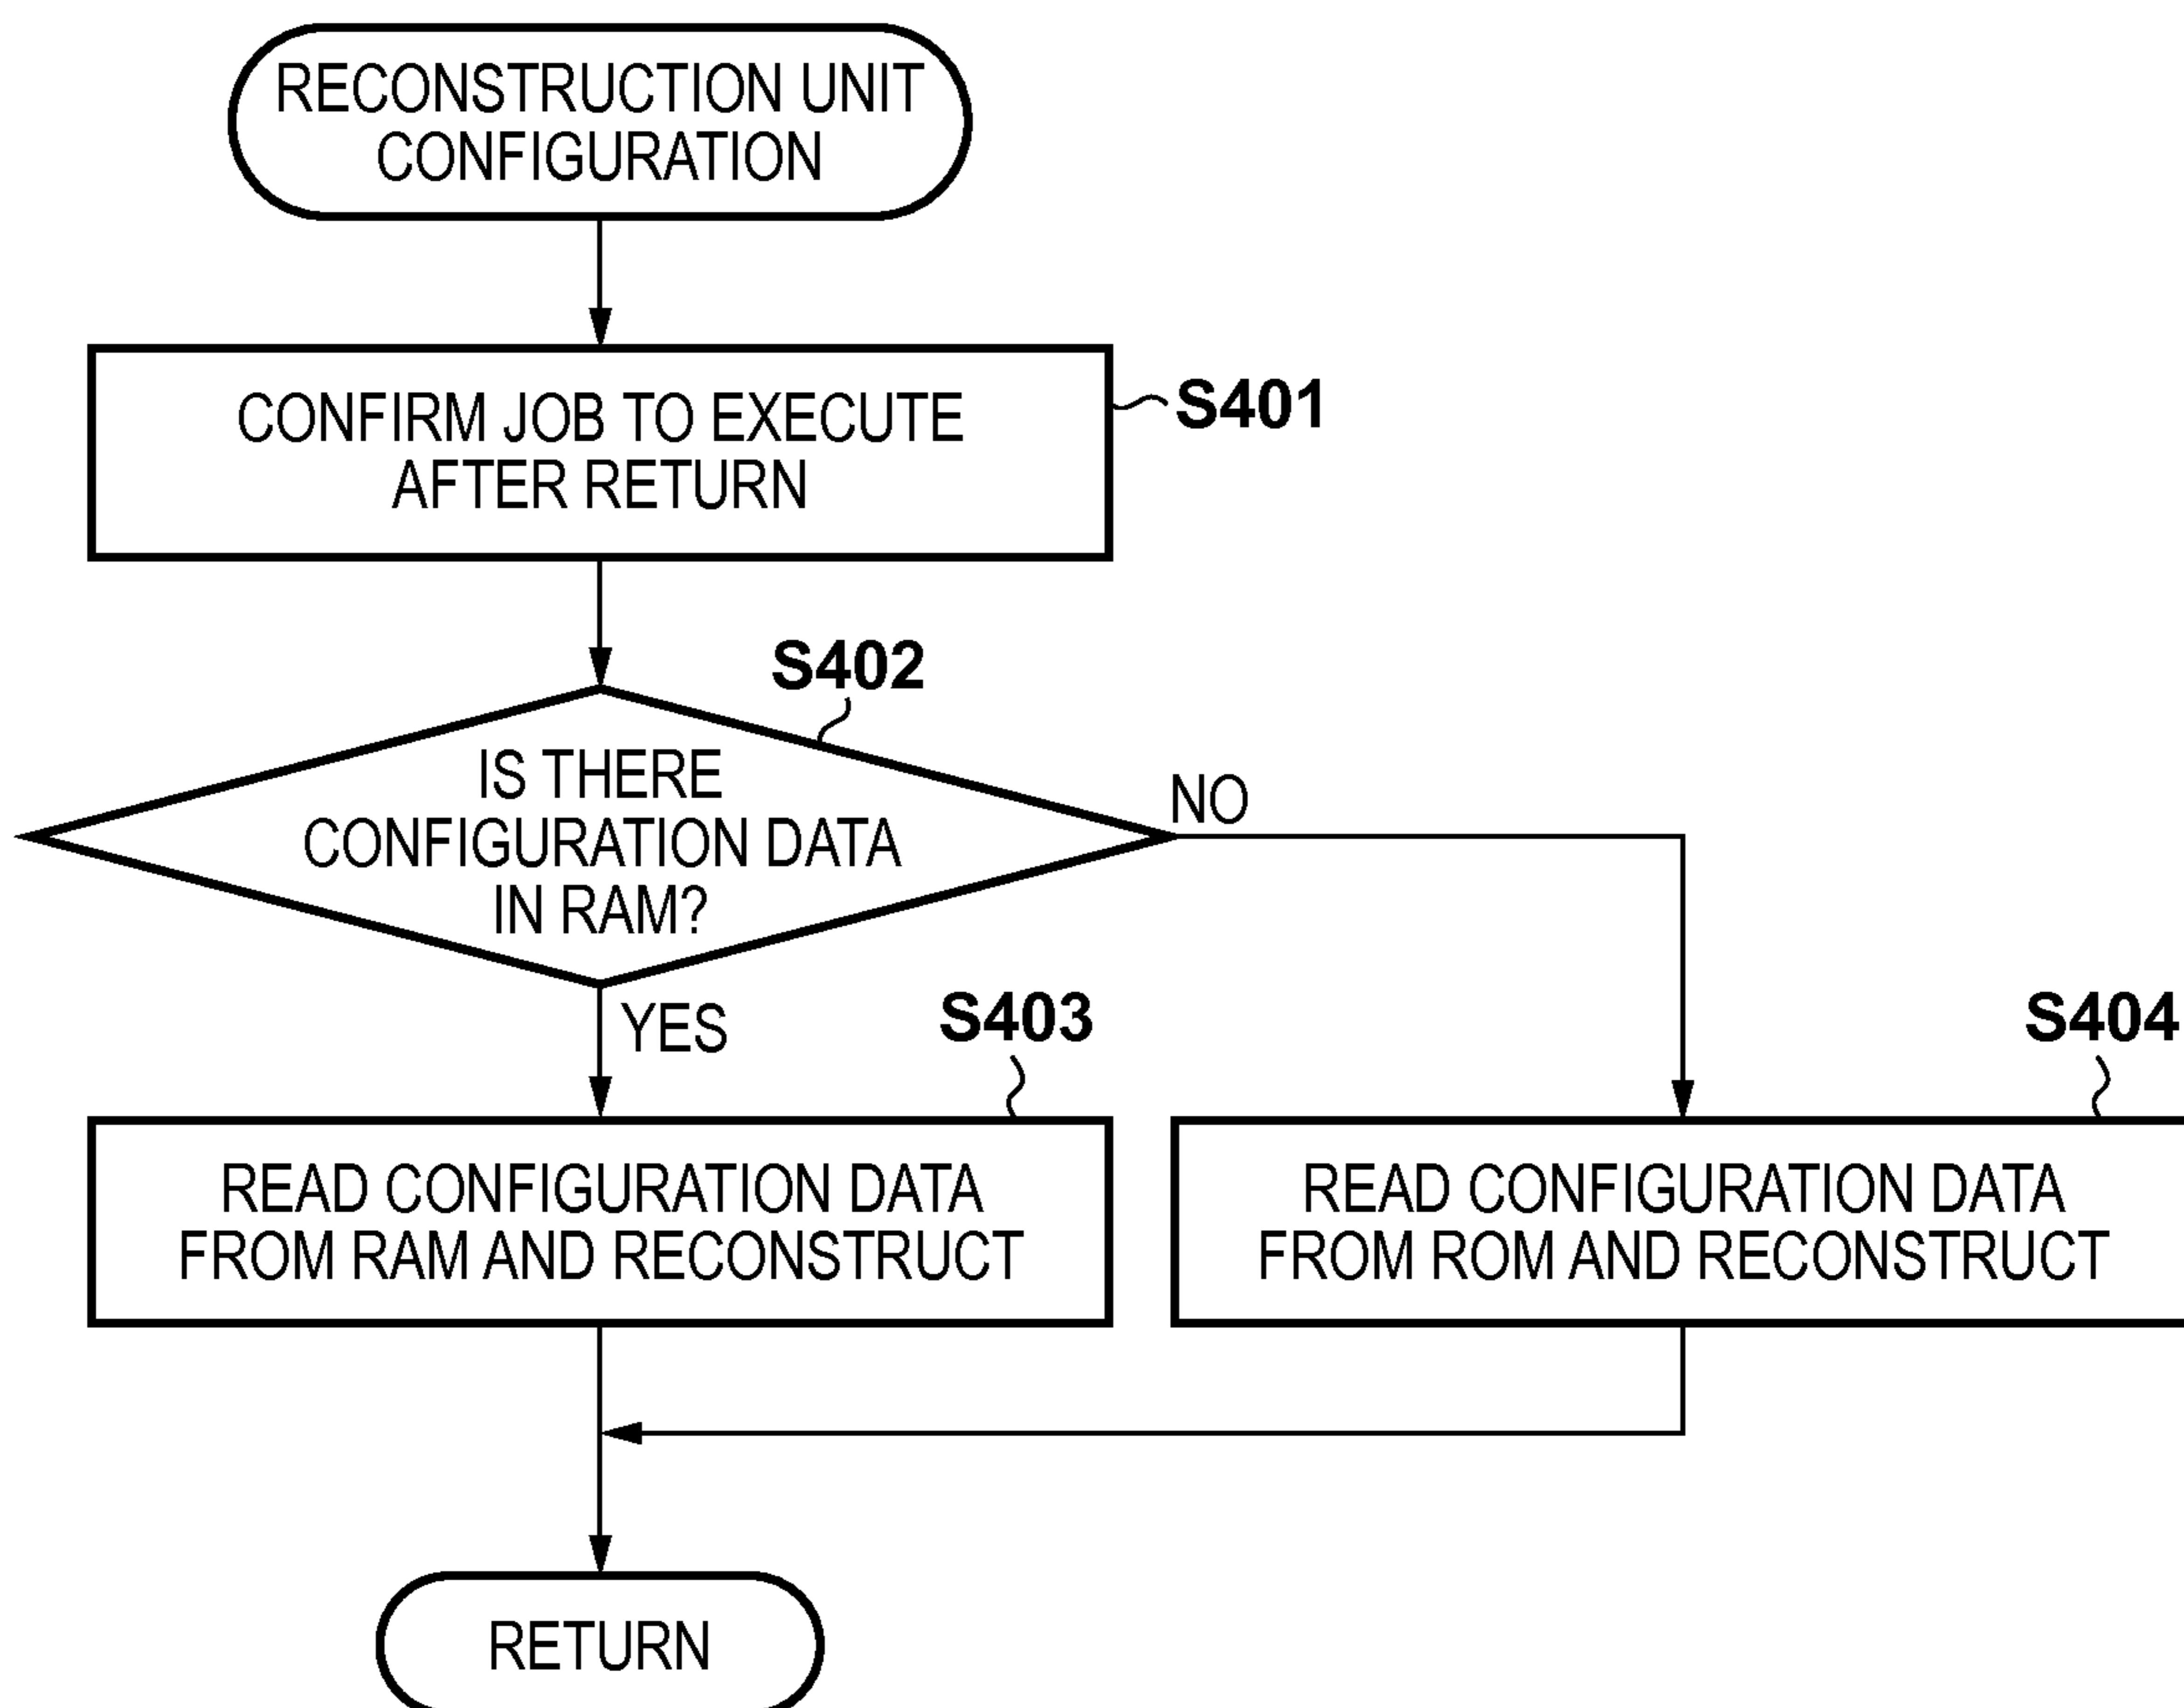 RECONSTRUCTION UNIT
CONFIGURATION
CONFIRM JOB TO EXECUTE
AFTER RETURN
S401
S402
IS THERE
CONFIGURATION DATA
IN RAM?
NO
YES
S403
READ CONFIGURATION DATA
FROM RAM AND RECONSTRUCT
S404
READ CONFIGURATION DATA
FROM ROM AND RECONSTRUCT
RETURN